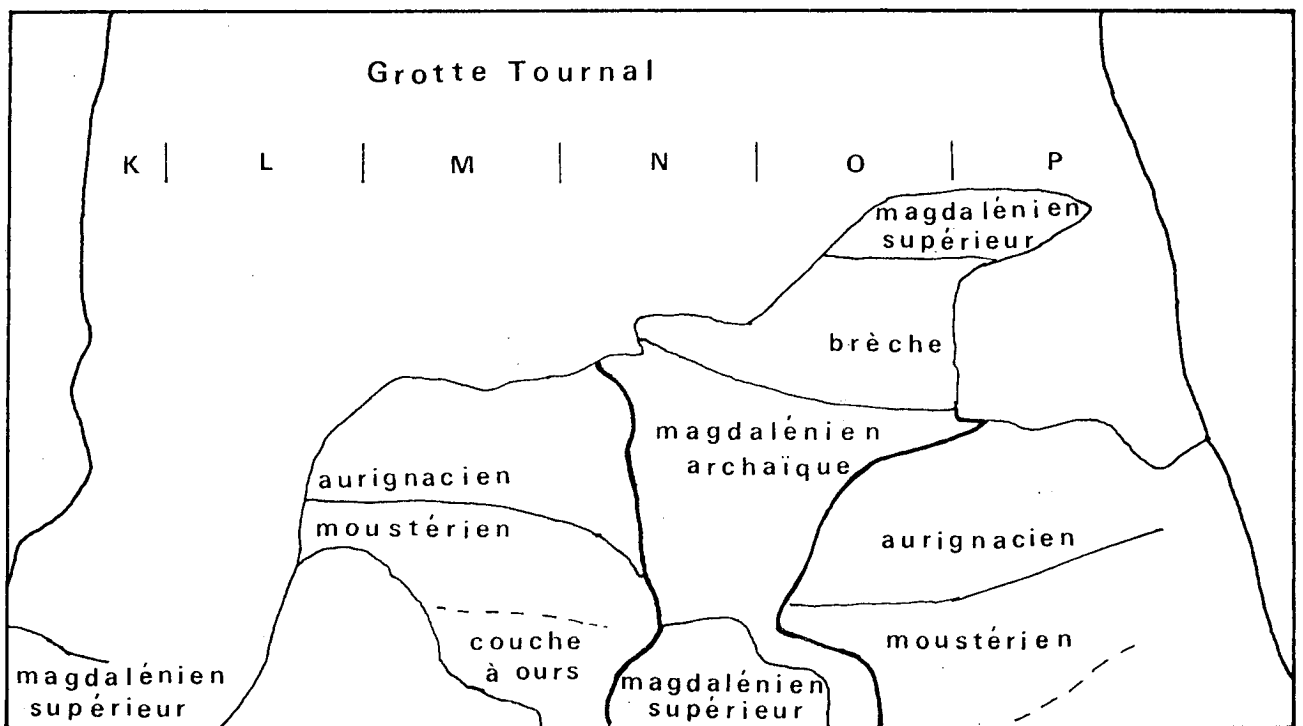 Grotte Tournal
K L M N O P
magdalénien
supérieur
brèche
magdalénien
archaïque
aurignacien
moustérien
aurignacien
couche
à ours
moustérien
magdalénien
supérieur
magdalénien
supérieur